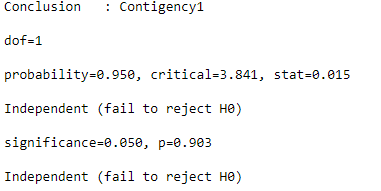 Conclusion   : Contigency1
dof=1
probability=0.950, critical=3.841, stat=0.015
Independent (fail to reject H0)
significance=0.050, p=0.903
Independent (fail to reject H0)